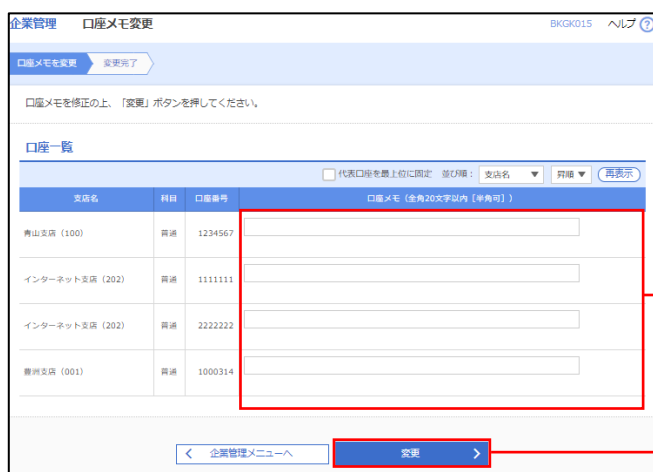 企業管理 口座メモ変更 BKGK015 ヘルプ ?
口座メモを変更 変更完了
口座メモを修正の上、「変更」ボタンを押してください。
口座一覧
代表口座を最上位に固定 並び順： 支店名 ▼ 昇順 ▼ 再表示
支店名 科目 口座番号 口座メモ（全角20文字以内［半角可］）
青山支店（100） 普通 1234567
インターネット支店（202） 普通 1111111
インターネット支店（202） 普通 2222222
豊洲支店（001） 普通 1000314
企業管理メニューへ 変更